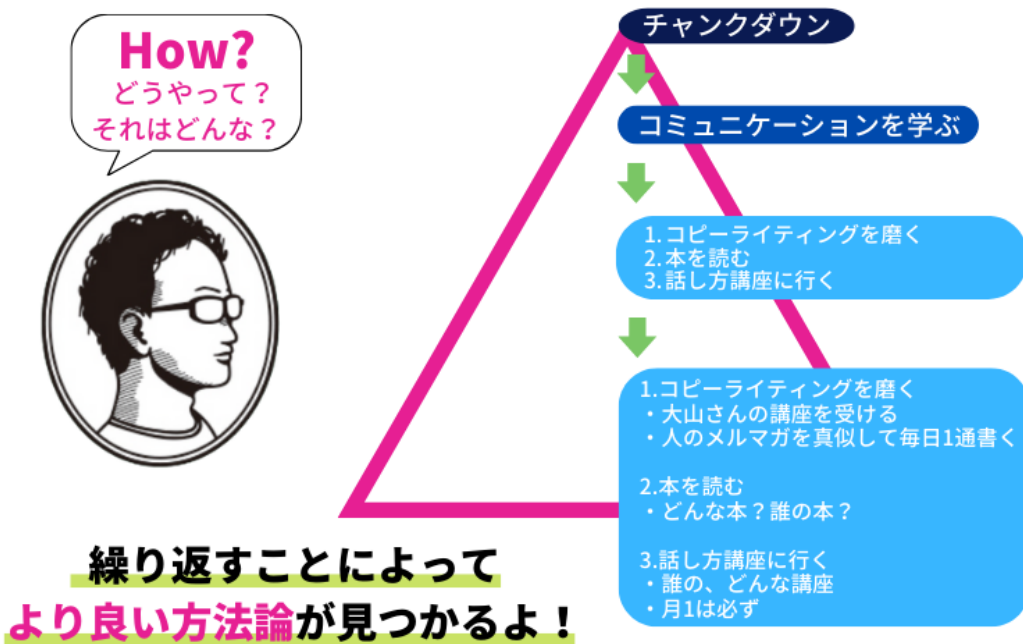 How?
どうやって？
それはどんな？
チャンクダウン
コミュニケーションを学ぶ
1. コピーライティングを磨く
2. 本を読む
3. 話し方講座に行く
1.コピーライティングを磨く
・大山さんの講座を受ける
・人のメルマガを真似して毎日1通書く
2.本を読む
・どんな本？誰の本？
3.話し方講座に行く
・誰の、どんな講座
・月1は必ず
繰り返すことによって
より良い方法論が見つかるよ！